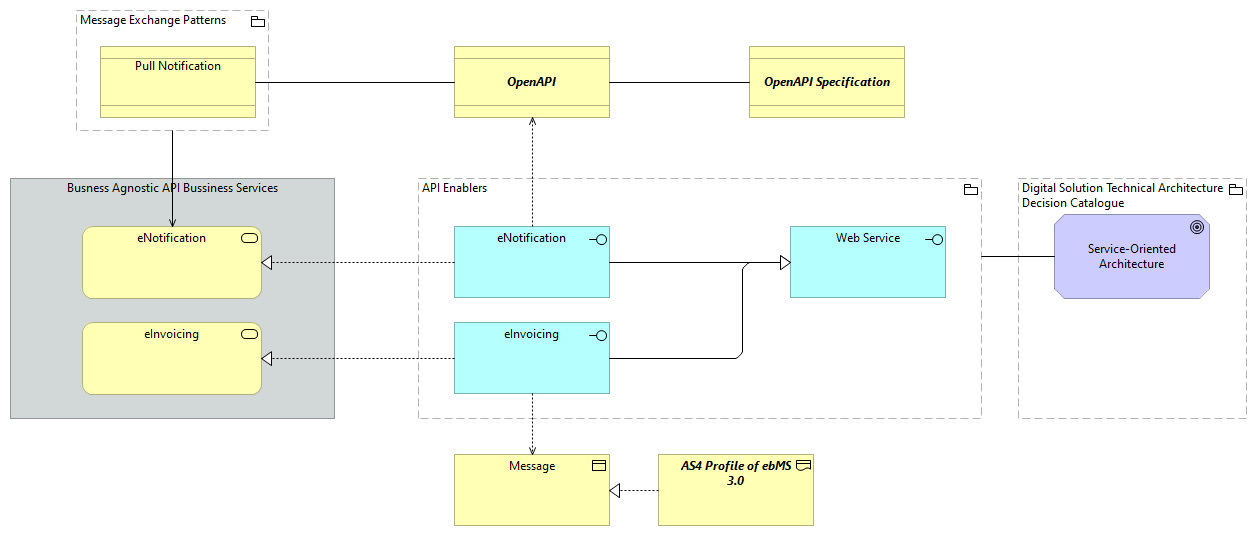 Message Exchange Patterns
Pull Notification
OpenAPI
OpenAPI Specification
Busness Agnostic API Bussiness Services
API Enablers
Digital Solution Technical Architecture
Decision Catalogue
eNotification
eNotification
Web Service
Service-Oriented
Architecture
eInvoicing
eInvoicing
Message
AS4 Profile of ebMS
3.0